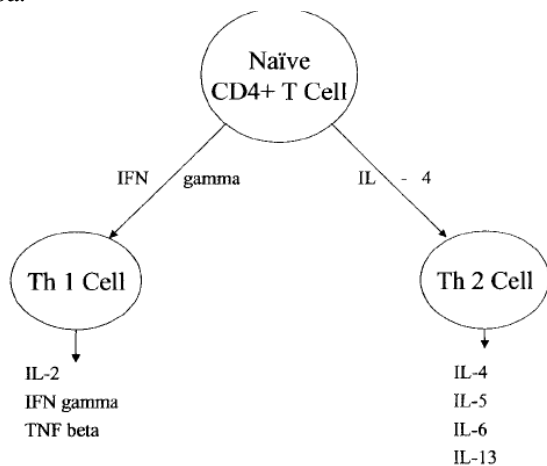 Naïve
CD4+ T Cell
IFN gamma
IL - 4
Th 1 Cell
Th 2 Cell
IL-2
IFN gamma
TNF beta
IL-4
IL-5
IL-6
IL-13